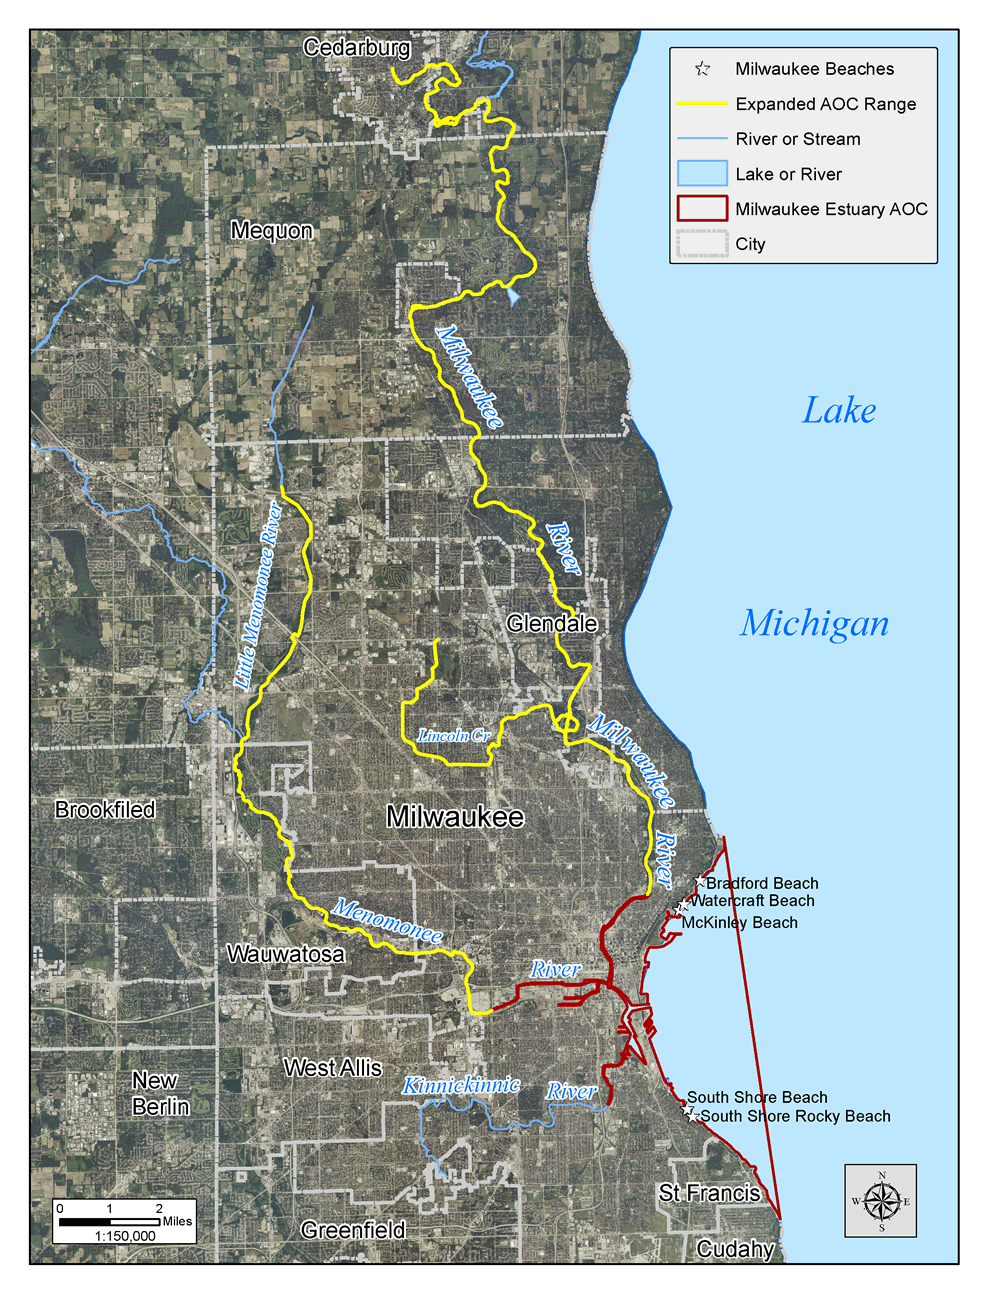 Cedarburg
Milwaukee Beaches
Expanded AOC Range
River or Stream
Lake or River
Milwaukee Estuary AOC
City
Mequon
Milwaukee
River
Lake
Michigan
Little Menomonee River
Glendale
Lincoln Cr
Milwaukee
River
Brookfiled
Milwaukee
Bradford Beach
Watercraft Beach
McKinley Beach
Menomonee
River
Wauwatosa
West Allis
New
Berlin
Kinnickinnic
River
South Shore Beach
South Shore Rocky Beach
St Francis
Greenfield
Cudahy
0 1 2
Miles
1:150,000
N
W E
S